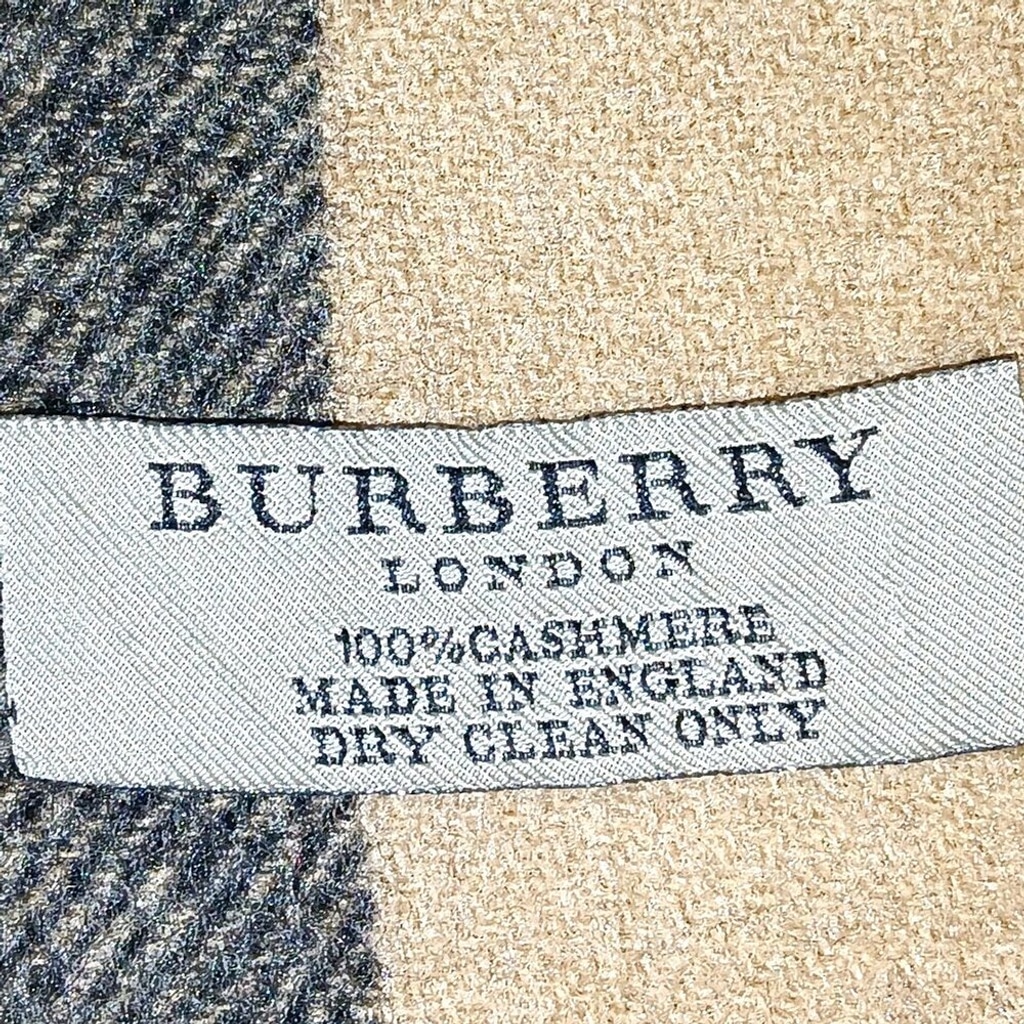 BURBERRY
LONDON
100%CASHMERE
MADE IN ENGLAND
DRY CLEAN ONLY